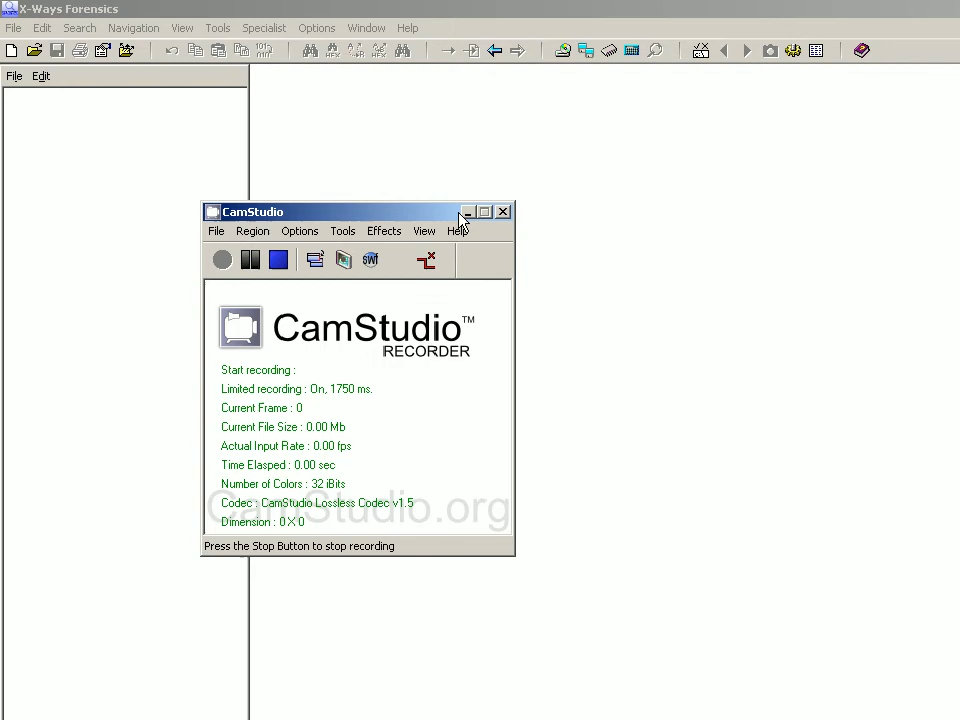 X-Ways Forensics
File Edit Search Navigation View Tools Specialist Options Window Help
File Edit
CamStudio
File Region Options Tools Effects View Help
SWf
CamStudio™
RECORDER
Start recording :
Limited recording : On, 1750 ms.
Current Frame : 0
Current File Size : 0.00 Mb
Actual Input Rate : 0.00 fps
Time Elasped : 0.00 sec
Number of Colors : 32 iBits
Codec : CamStudio Lossless Codec v1.5
CamStudio.org
Dimension : 0 X 0
Press the Stop Button to stop recording